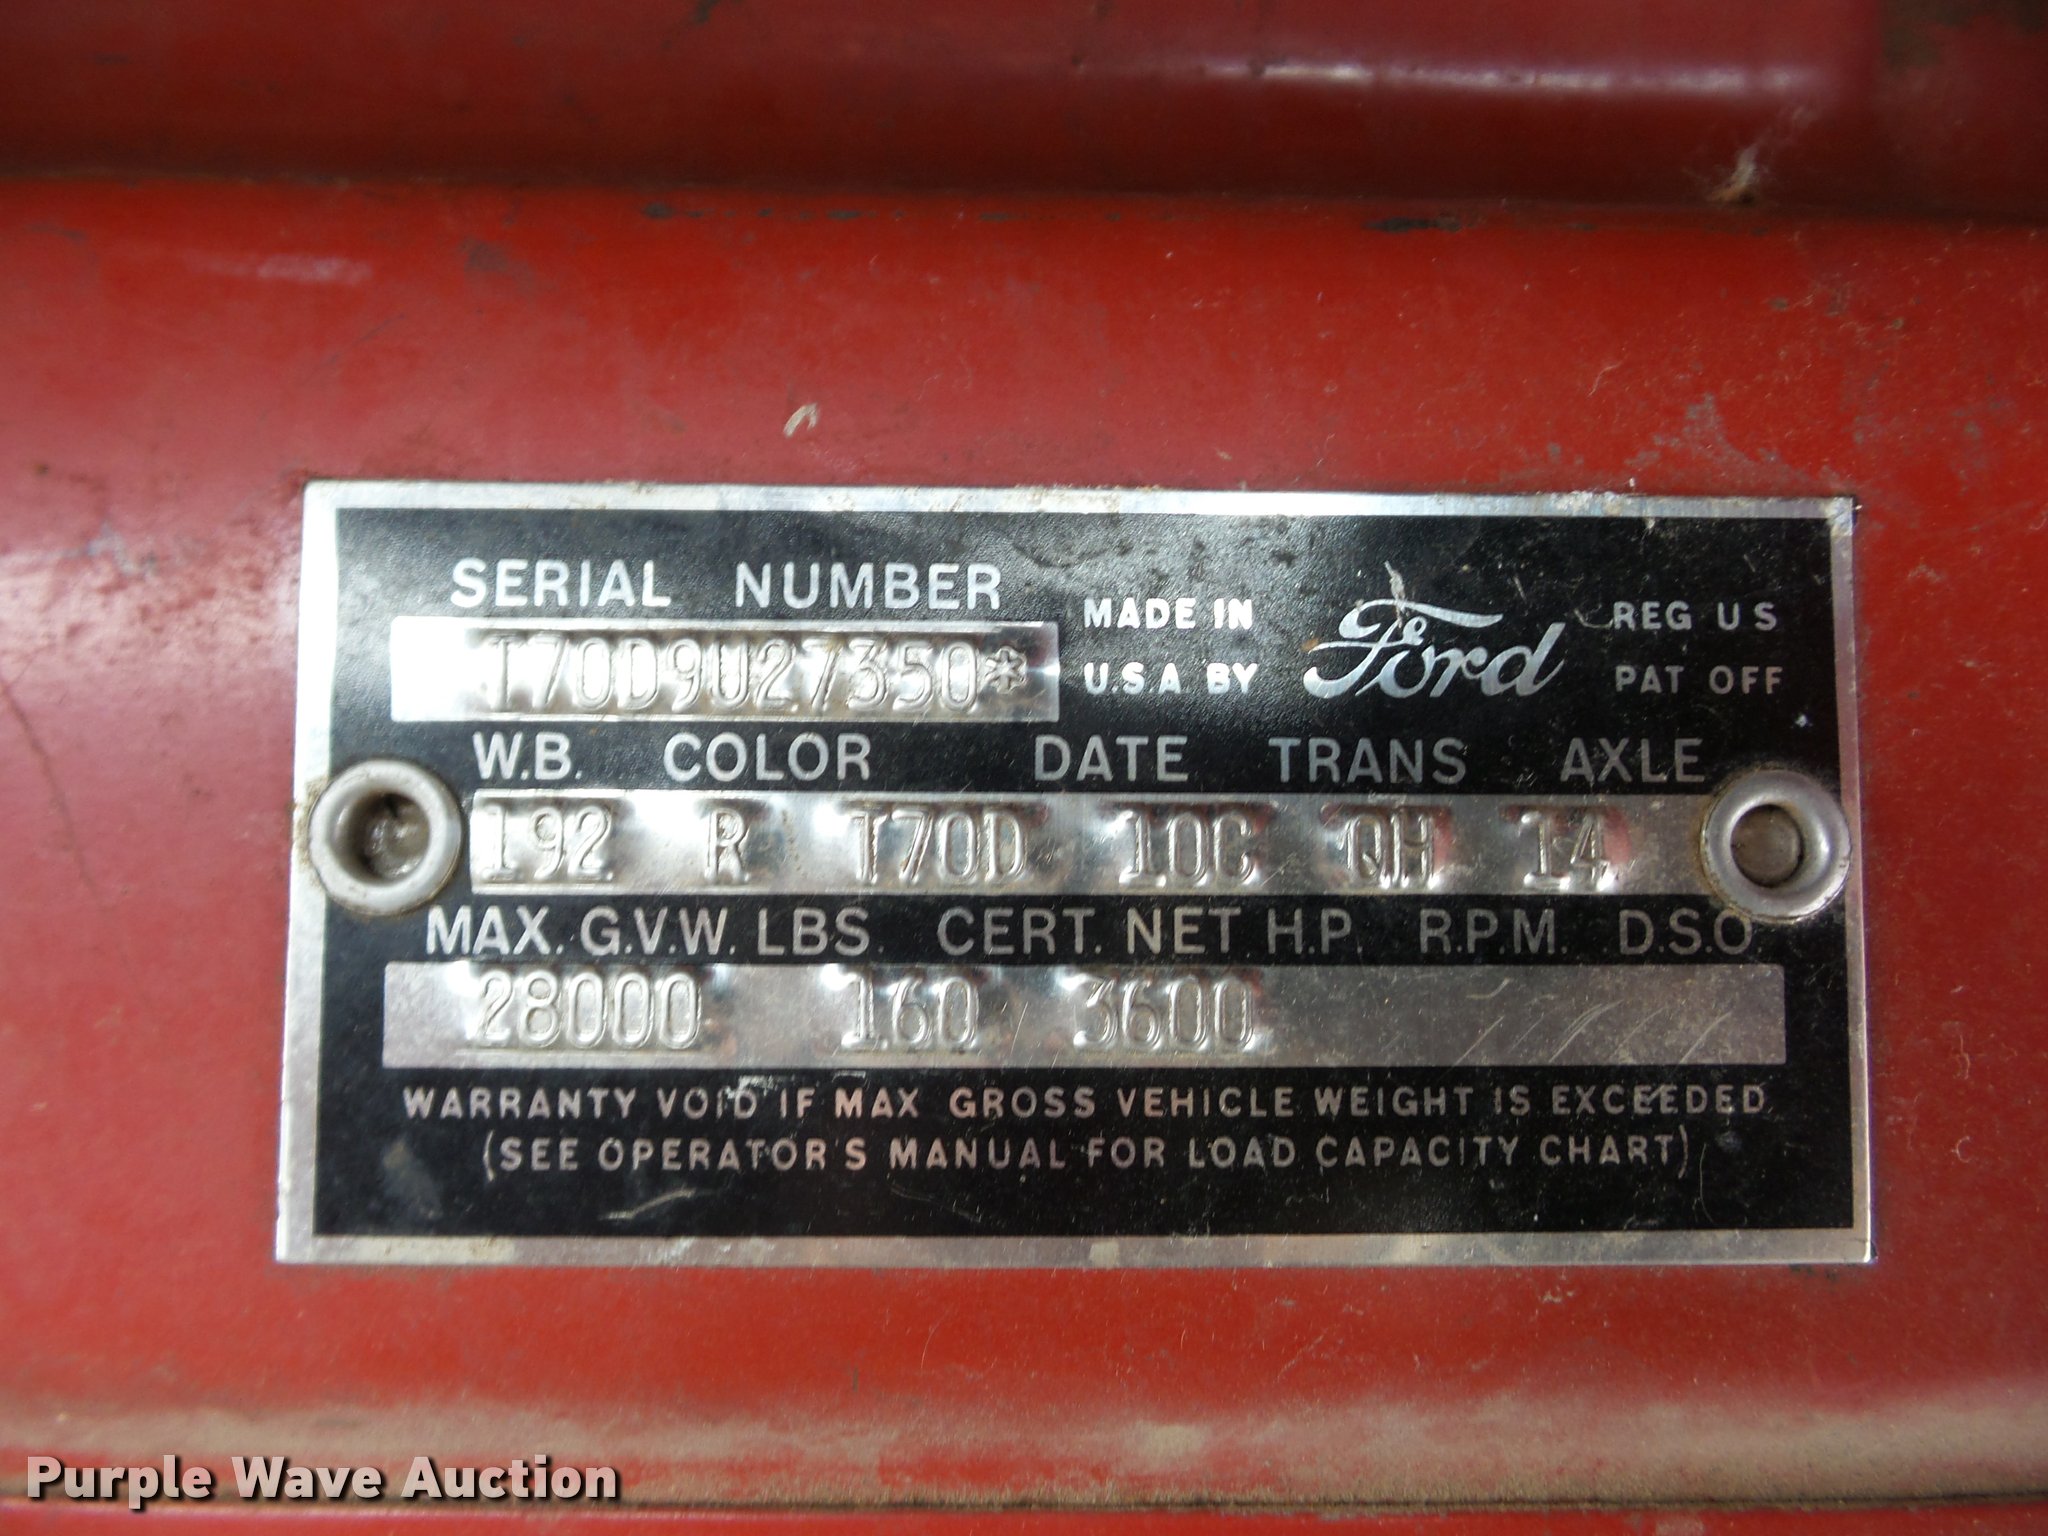 SERIAL NUMBER
T70D9U27350*
MADE IN
U.S.A BY
Ford
REG U S
PAT OFF
W.B. COLOR DATE TRANS AXLE
192 R T70D 10C QH 14
MAX. G.V.W. LBS. CERT. NET H.P. R.P.M. D.S.O.
28000 160 3600
WARRANTY VOID IF MAX GROSS VEHICLE WEIGHT IS EXCEEDED
(SEE OPERATOR'S MANUAL FOR LOAD CAPACITY CHART)
Purple Wave Auction